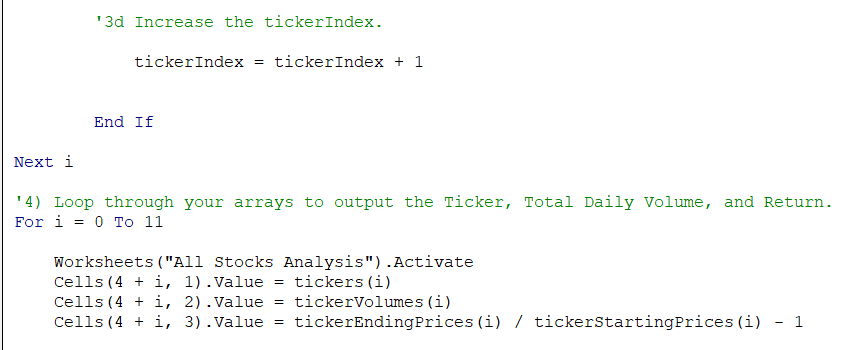 '3d Increase the tickerIndex.
tickerIndex = tickerIndex + 1
End If
Next i
'4) Loop through your arrays to output the Ticker, Total Daily Volume, and Return.
For i = 0 To 11
Worksheets("All Stocks Analysis").Activate
Cells(4 + i, 1).Value = tickers(i)
Cells(4 + i, 2).Value = tickerVolumes(i)
Cells(4 + i, 3).Value = tickerEndingPrices(i) / tickerStartingPrices(i) - 1